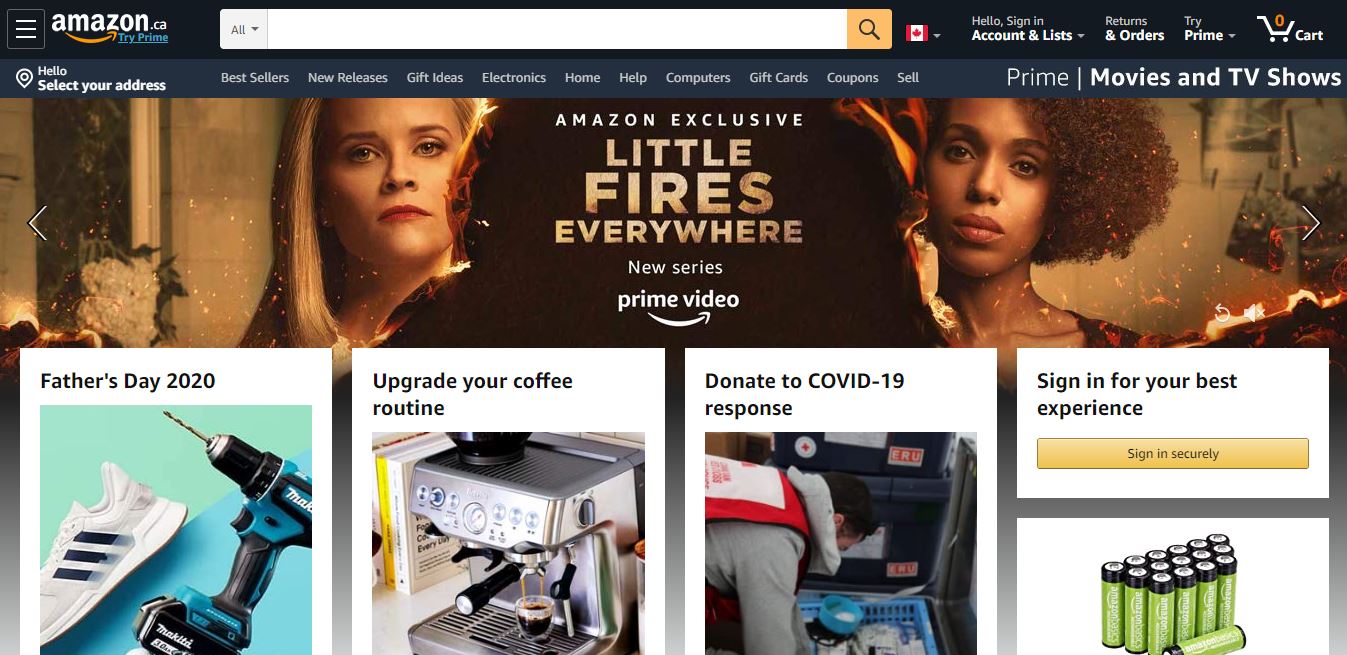 amazon.ca
Try Prime
All
Hello, Sign in
Account & Lists
Returns
& Orders
Try
Prime
0
Cart
Hello
Select your address
Best Sellers
New Releases
Gift Ideas
Electronics
Home
Help
Computers
Gift Cards
Coupons
Sell
Prime | Movies and TV Shows
AMAZON EXCLUSIVE
LITTLE
FIRES
EVERYWHERE
New series
prime video
Father's Day 2020
Upgrade your coffee
routine
Donate to COVID-19
response
Sign in for your best
experience
Sign in securely
makita
ERU
ERU
amazonbasics